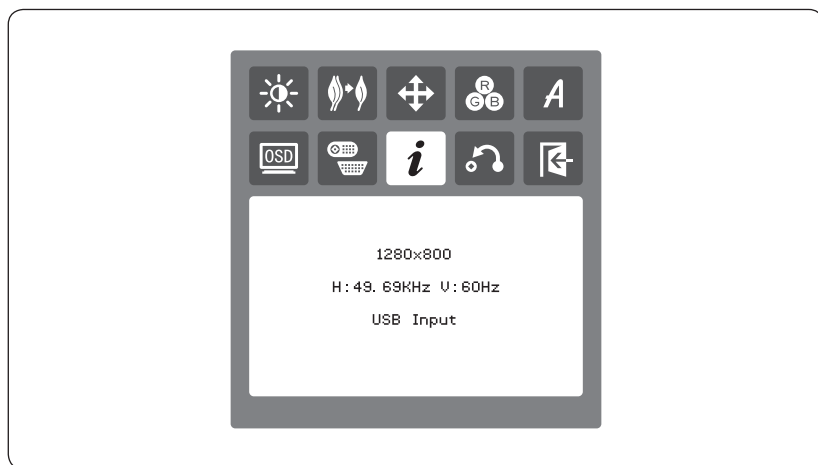 R
G B
A
OSD
i
1280x800
H:49.69KHz V:60Hz
USB Input